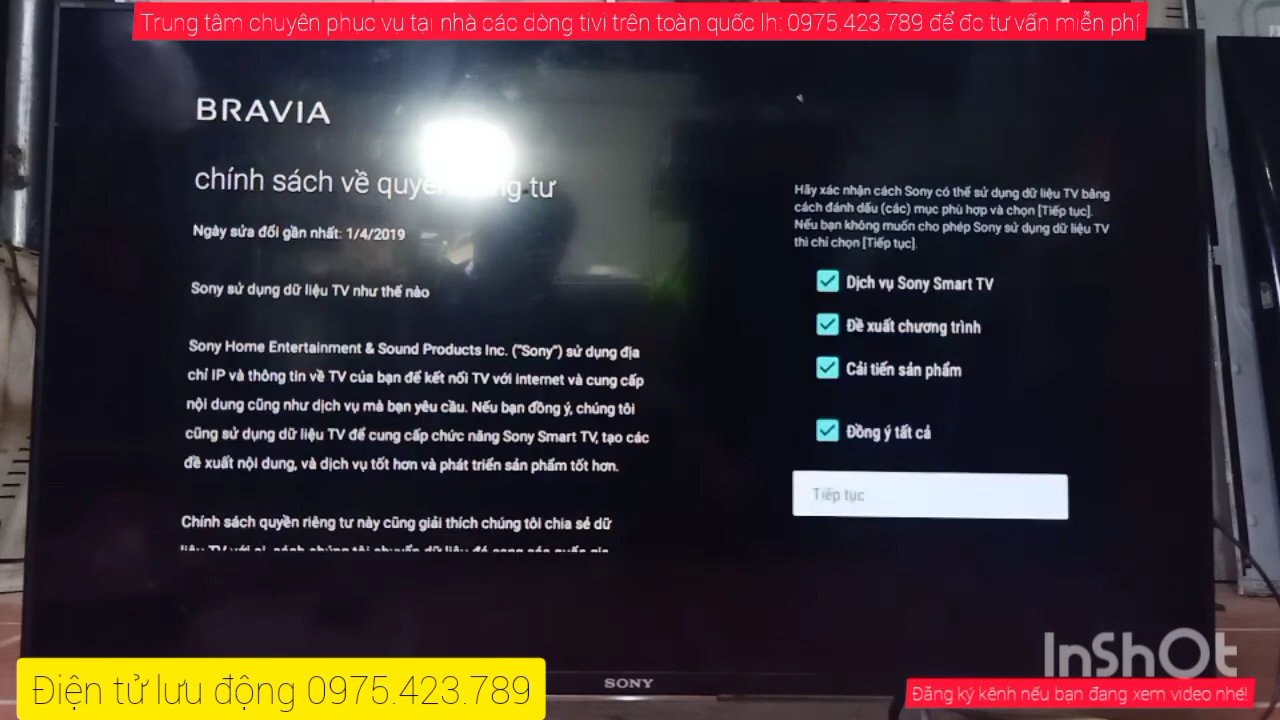 Trung tâm chuyên phục vụ tại nhà các dòng tivi trên toàn quốc lh: 0975.423.789 để đc tư vấn miễn phí
BRAVIA
chính sách về quyền tư
Ngày sửa đổi gần nhất: 1/4/2019
Sony sử dụng dữ liệu TV như thế nào
Sony Home Entertainment & Sound Products Inc. ("Sony") sử dụng địa
chỉ IP và thông tin về TV của bạn để kết nối TV với internet và cung cấp
nội dung cũng như dịch vụ mà bạn yêu cầu. Nếu bạn đồng ý, chúng tôi
cũng sử dụng dữ liệu TV để cung cấp chức năng Sony Smart TV, tạo các
đề xuất nội dung, và dịch vụ tốt hơn và phát triển sản phẩm tốt hơn.
Chính sách quyền riêng tư này cũng giải thích chúng tôi chia sẻ dữ
Hãy xác nhận cách Sony có thể sử dụng dữ liệu TV bằng
cách đánh dấu (các) mục phù hợp và chọn [Tiếp tục].
Nếu bạn không muốn cho phép Sony sử dụng dữ liệu TV
thì chỉ chọn [Tiếp tục].
Dịch vụ Sony Smart TV
Đề xuất chương trình
Cải tiến sản phẩm
Đồng ý tất cả
Tiếp tục
SONY
InShOt
Điện tử lưu động 0975.423.789
Đăng ký kênh nếu bạn đang xem video nhé!